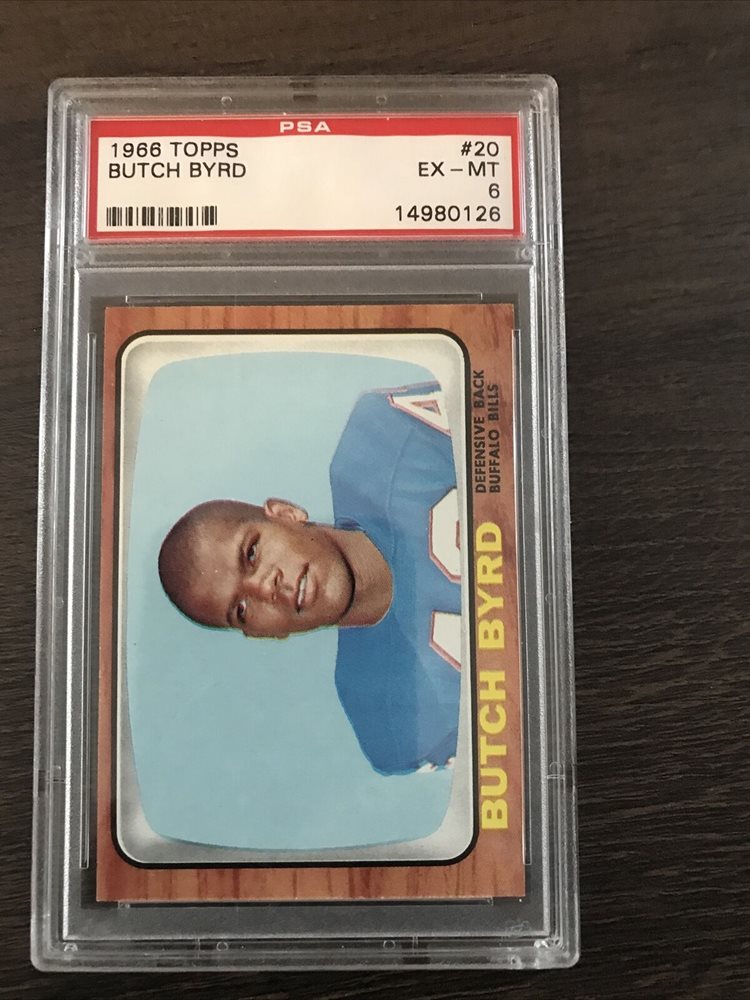 PSA
1966 TOPPS #20
BUTCH BYRD EX - MT
6
14980126
DEFENSIVE BACK
BUFFALO BILLS
BUTCH BYRD